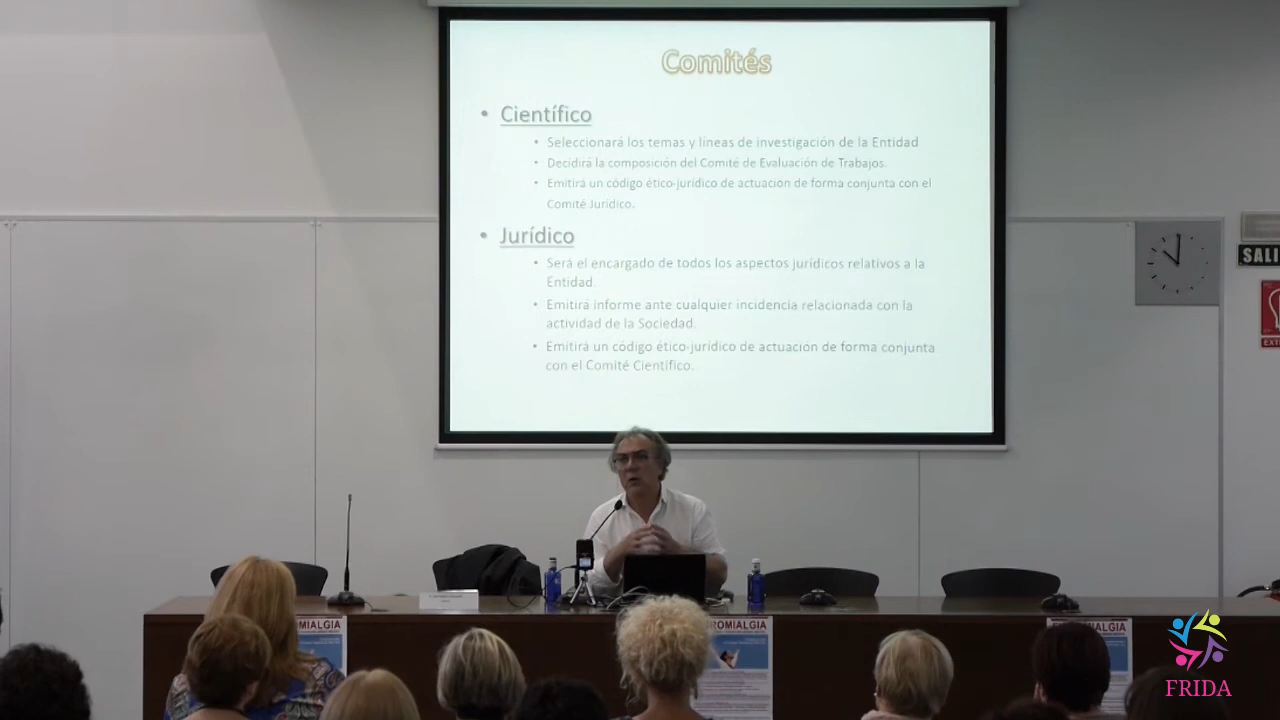 Comités
• Científico
• Seleccionará los temas y líneas de investigación de la Entidad
• Decidirá la composición del Comité de Evaluación de Trabajos.
• Emitirá un código ético-jurídico de actuación de forma conjunta con el
Comité Jurídico.
• Jurídico
• Será el encargado de todos los aspectos jurídicos relativos a la
Entidad.
• Emitirá informe ante cualquier incidencia relacionada con la
actividad de la Sociedad.
• Emitirá un código ético-jurídico de actuación de forma conjunta
con el Comité Científico.
SALI
EXTI
ROMIALGIA
ROMIALGIA
ROMIALGIA
FRIDA